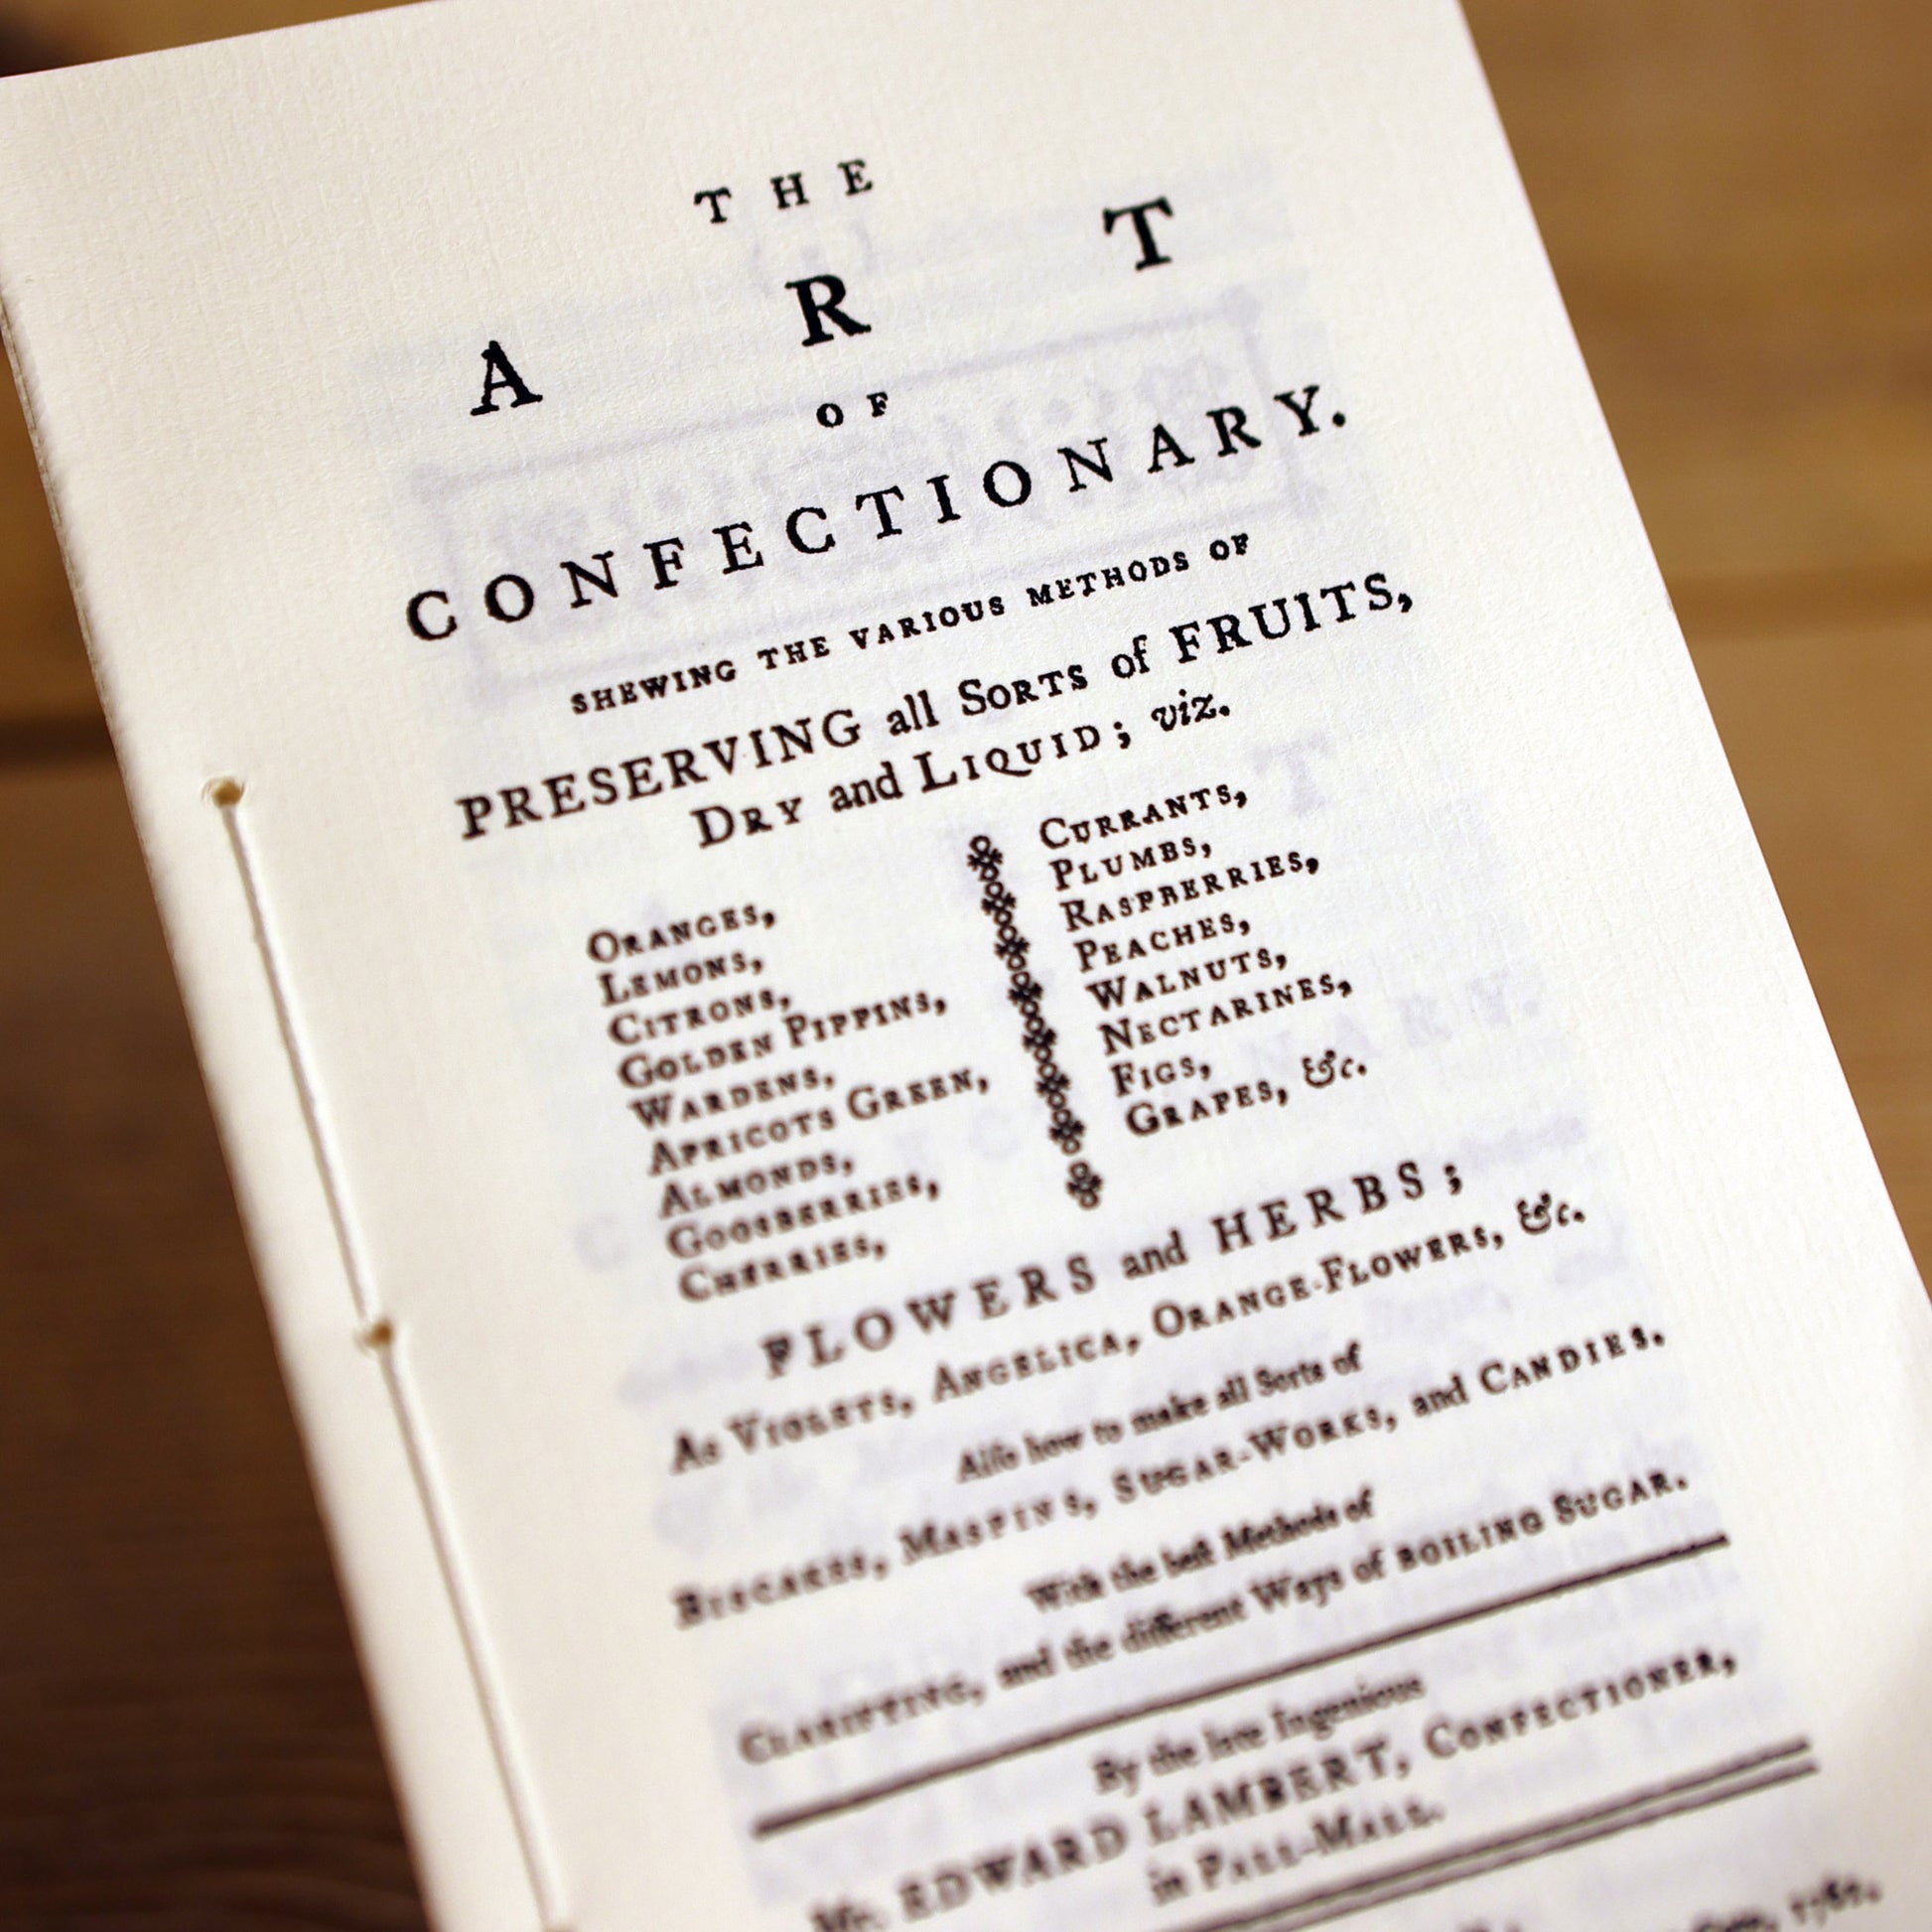 THE
ART
OF
CONFECTIONARY.
SHEWING THE VARIOUS METHODS OF
PRESERVING all SORTS of FRUITS,
DRY and LIQUID; viz.
ORANGES,
LEMONS,
CITRONS,
GOLDEN PIPPINS,
WARDENS,
APRICOTS GREEN,
ALMONDS,
GOOSBERRIES,
CHERRIES,
CURRANTS,
PLUMBS,
RASPBERRIES,
PEACHES,
WALNUTS,
NECTARINES,
FIGS,
GRAPES, &c.
FLOWERS and HERBS;
As VIOLETS, ANGELICA, ORANGE-FLOWERS, &c.
Alſo how to make all Sorts of
BISCAKES, MASPINS, SUGAR-WORKS, and CANDIES.
With the beſt Methods of
CLARIFYING, and the different Ways of BOILING SUGAR.
By the late Ingenious
Mr. EDWARD LAMBERT, CONFECTIONER,
in PALL-MALL.